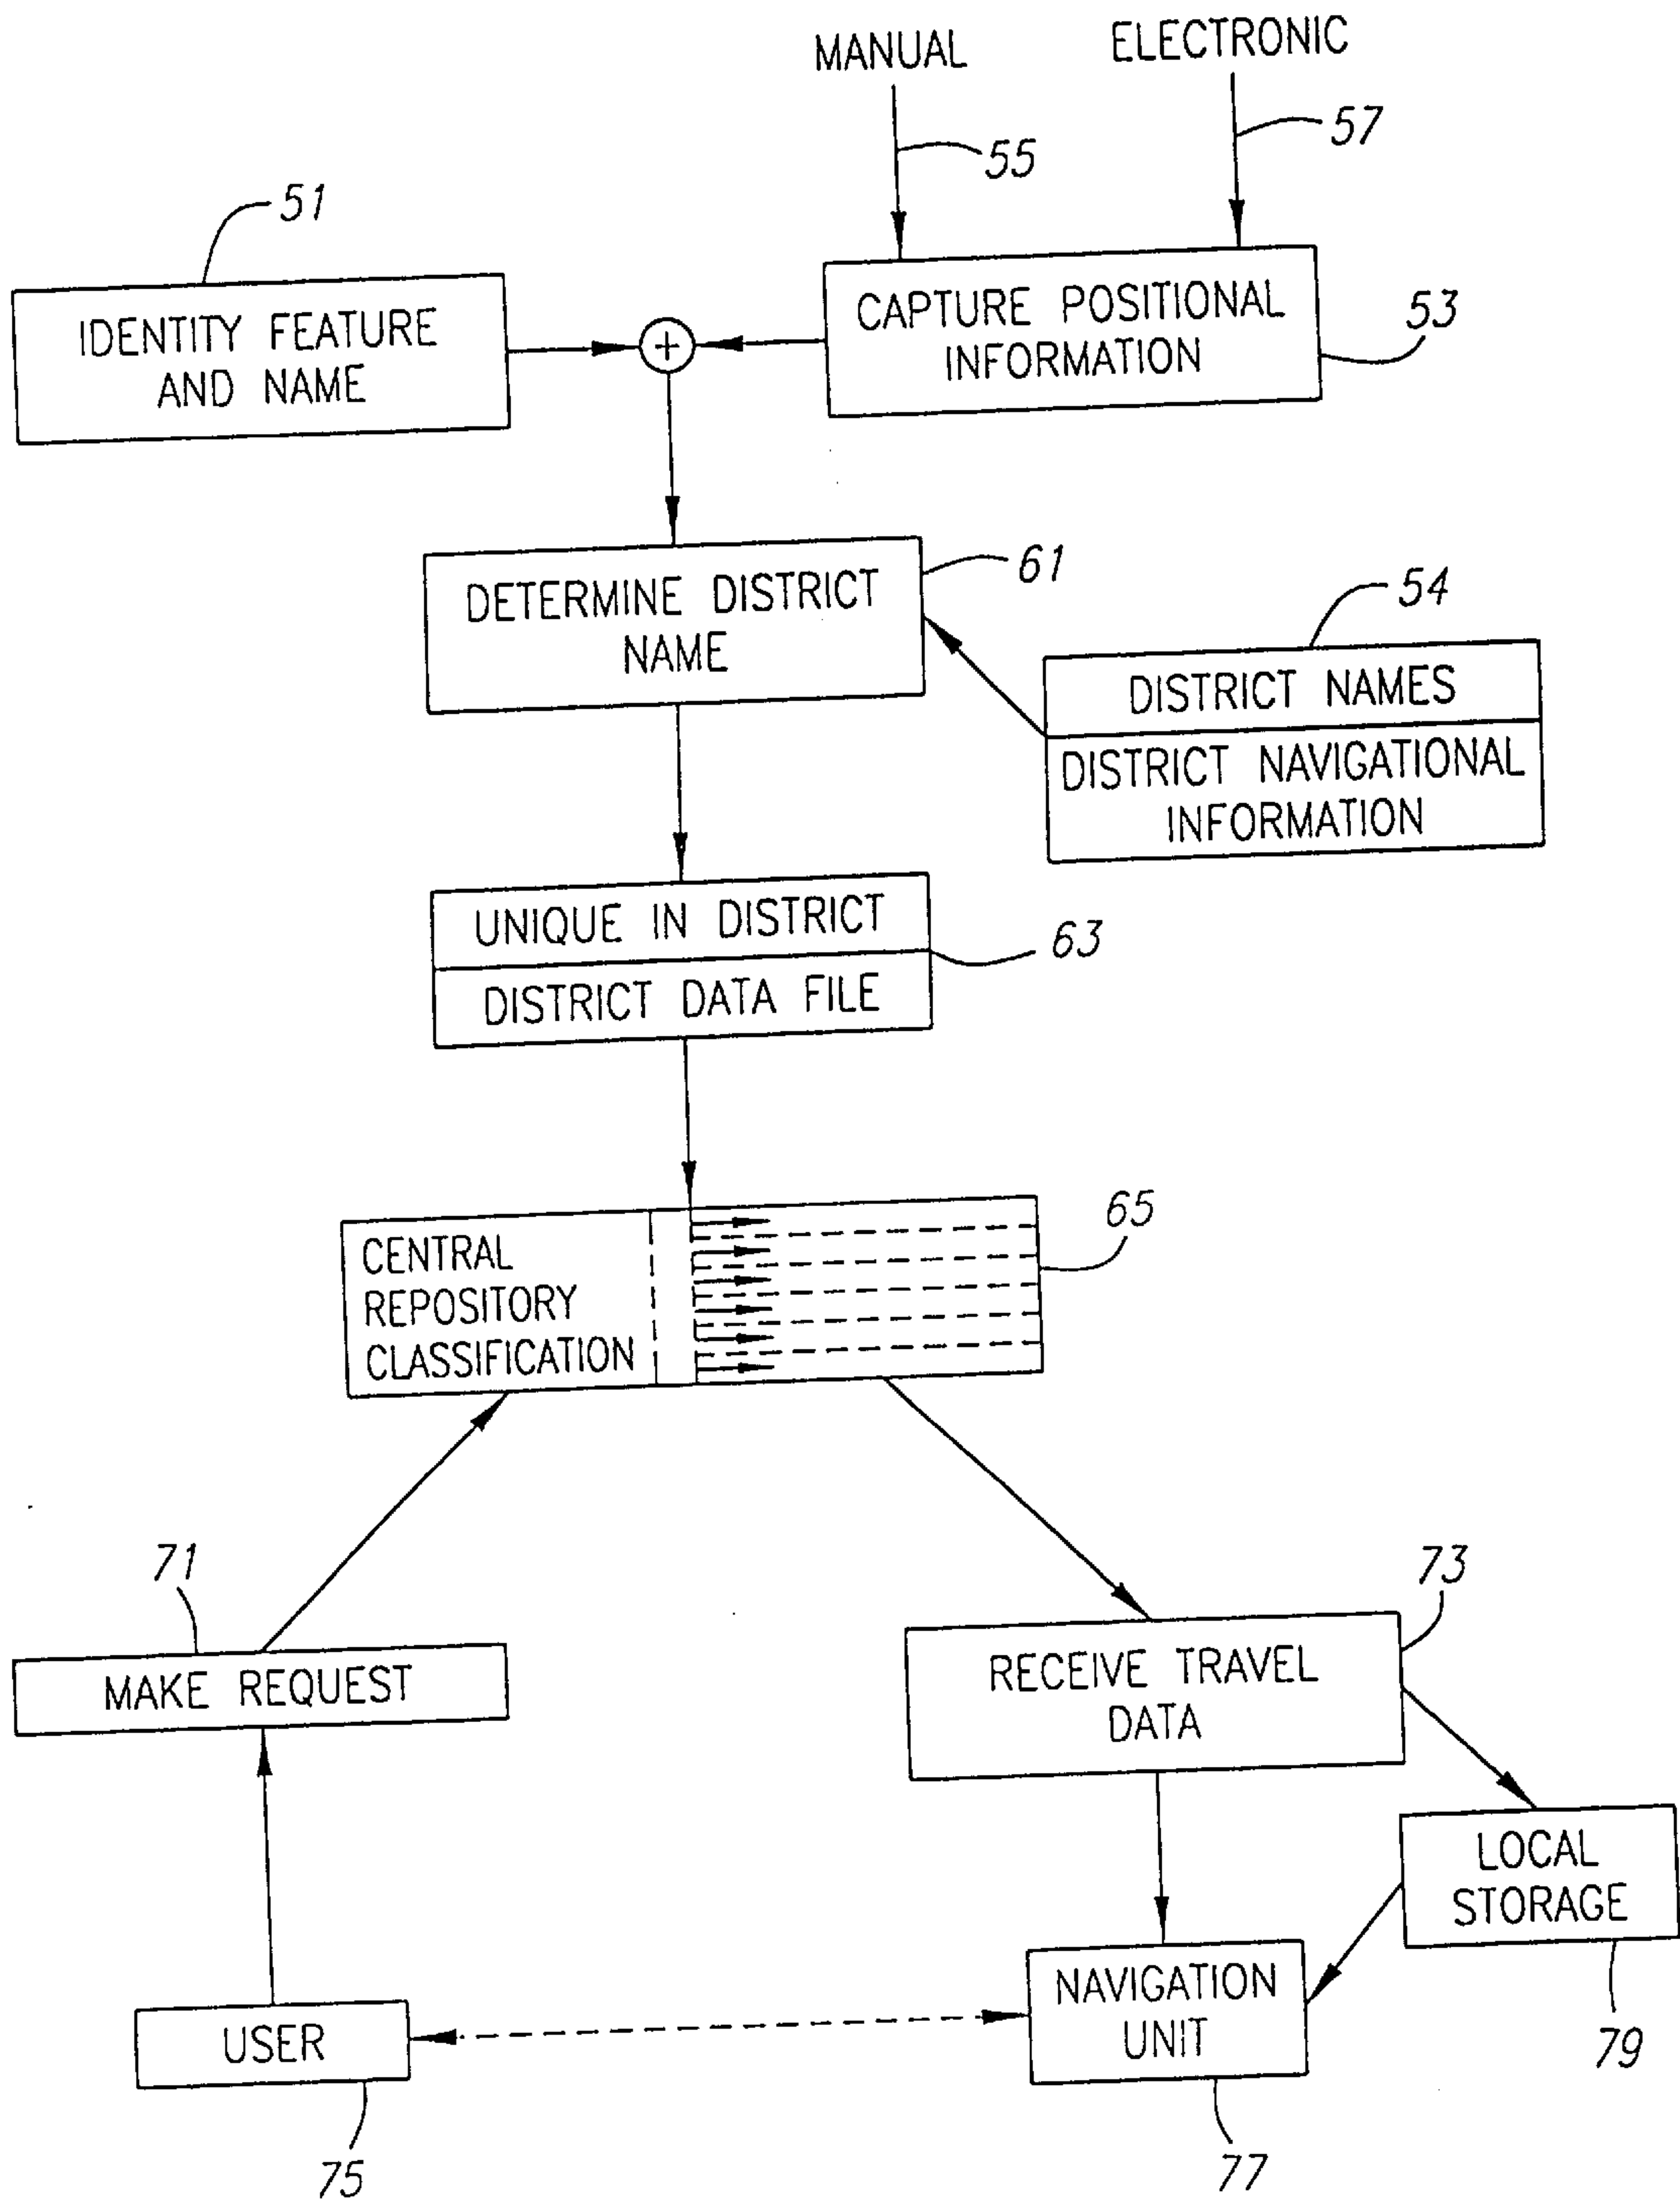 MANUAL
ELECTRONIC
55
57
51
IDENTITY FEATURE
AND NAME
+
CAPTURE POSITIONAL
INFORMATION
53
DETERMINE DISTRICT
NAME
61
54
DISTRICT NAMES
DISTRICT NAVIGATIONAL
INFORMATION
UNIQUE IN DISTRICT
DISTRICT DATA FILE
63
CENTRAL
REPOSITORY
CLASSIFICATION
65
71
MAKE REQUEST
73
RECEIVE TRAVEL
DATA
LOCAL
STORAGE
79
USER
75
NAVIGATION
UNIT
77